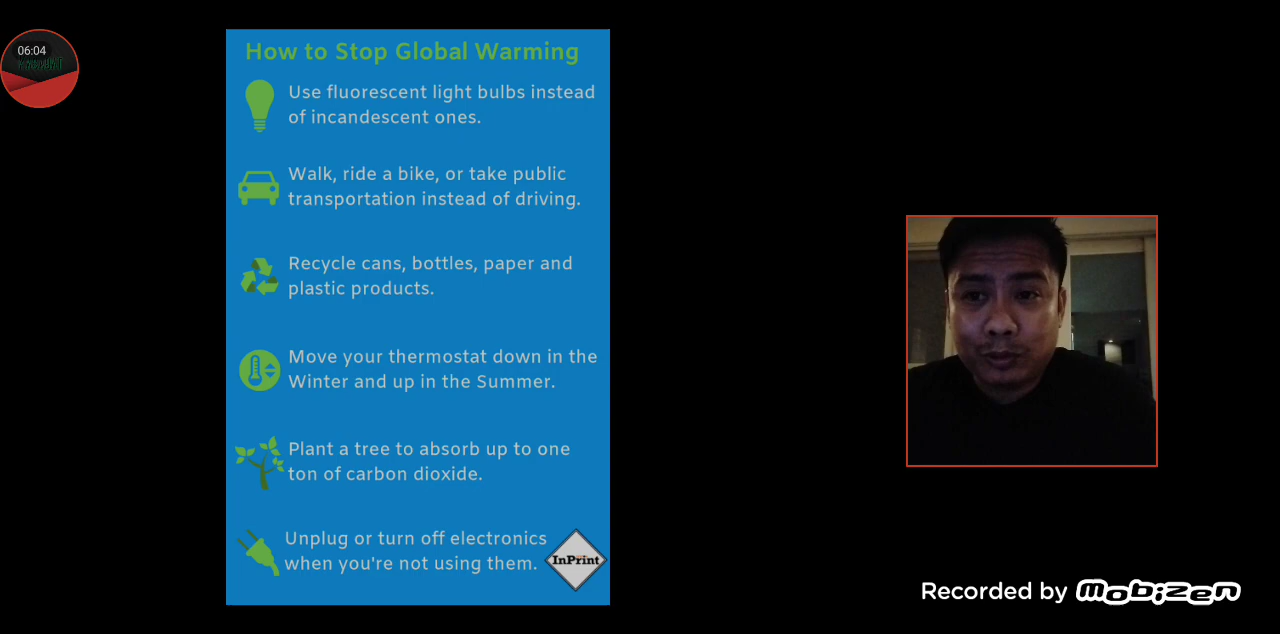 06:04
How to Stop Global Warming
Use fluorescent light bulbs instead
of incandescent ones.
Walk, ride a bike, or take public
transportation instead of driving.
Recycle cans, bottles, paper and
plastic products.
Move your thermostat down in the
Winter and up in the Summer.
Plant a tree to absorb up to one
ton of carbon dioxide.
Unplug or turn off electronics
when you're not using them.
InPrint
Recorded by mobizen